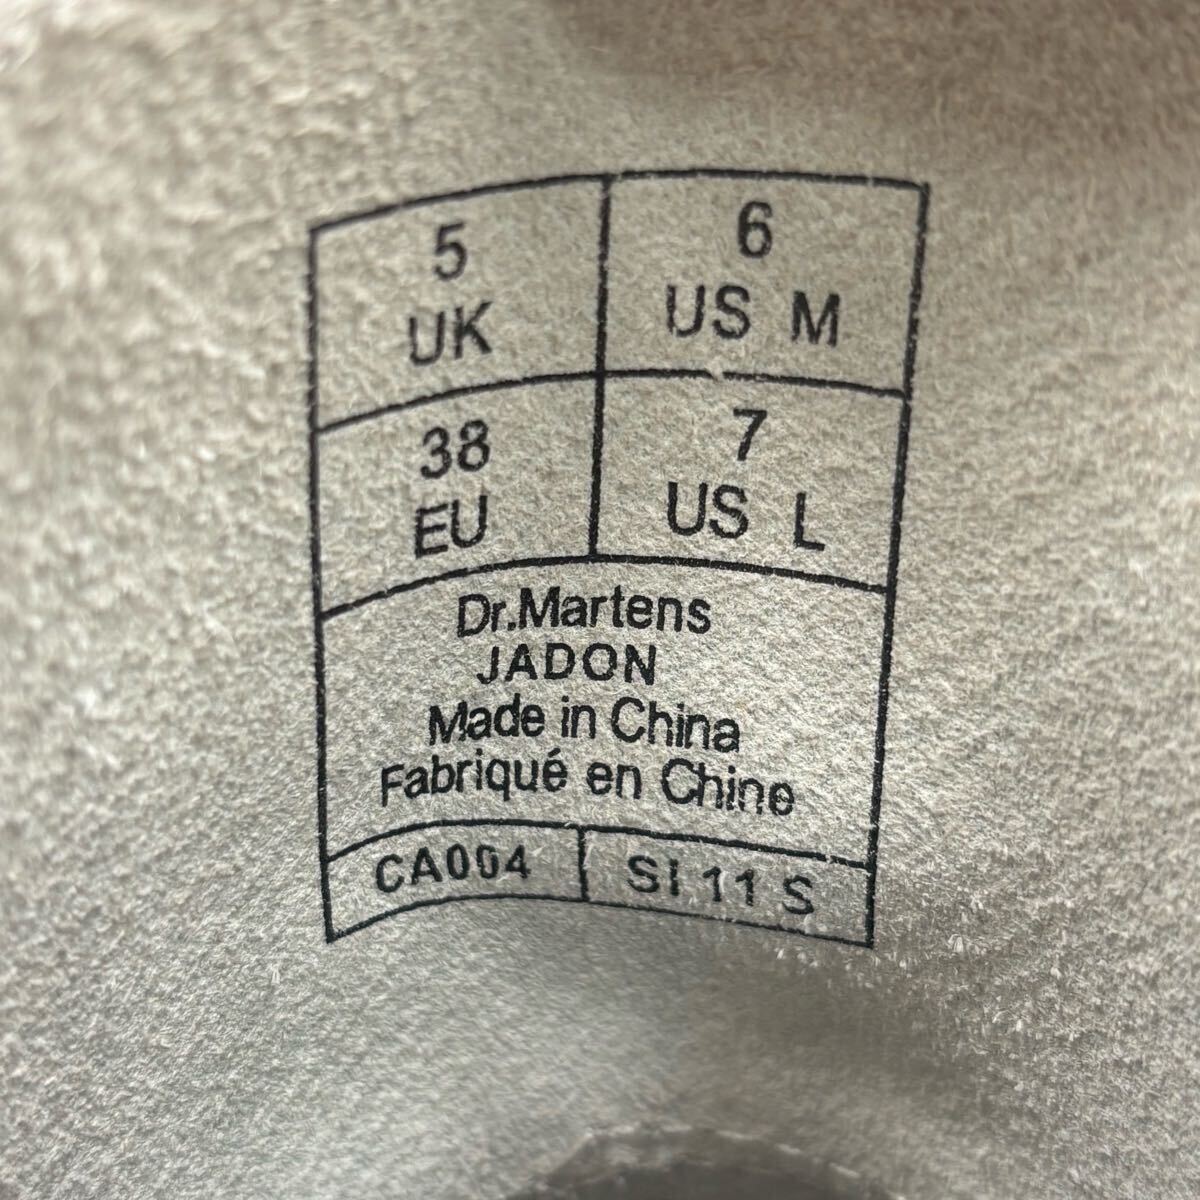 5
UK
6
US M
38
EU
7
US L
Dr.Martens
JADON
Made in China
Fabriqué en Chine
CA004
SI 11 S